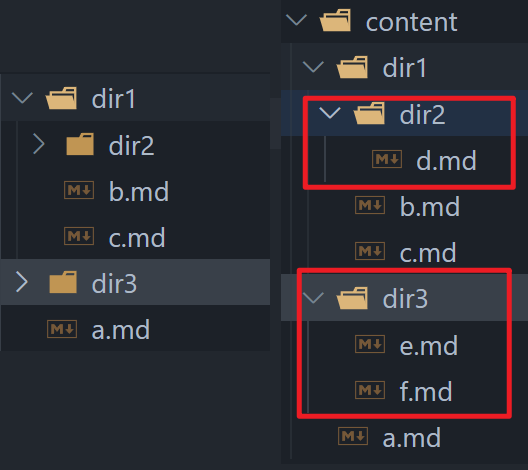 dir1
dir2
b.md
c.md
dir3
a.md
content
dir1
dir2
d.md
b.md
c.md
dir3
e.md
f.md
a.md